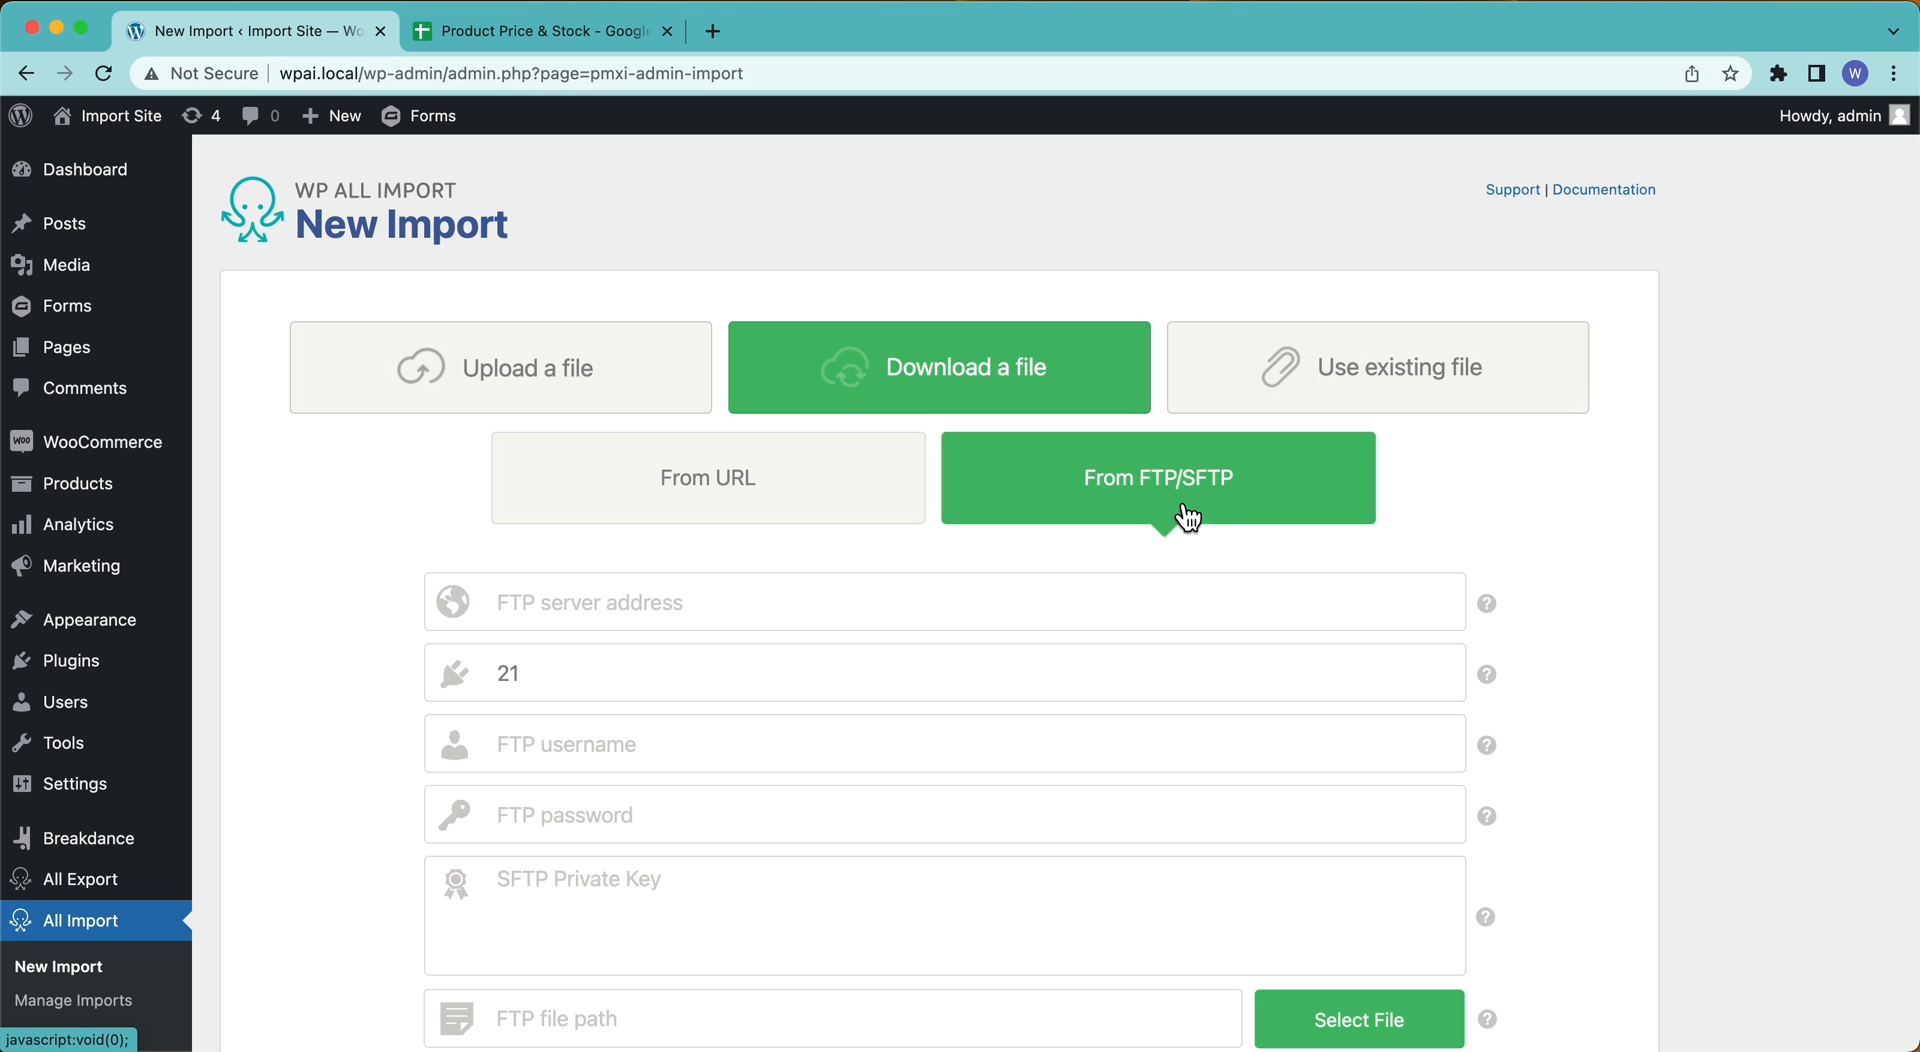 New Import ‹ Import Site — Wo
Product Price & Stock - Google
Not Secure
wpai.local/wp-admin/admin.php?page=pmxi-admin-import
W
Import Site
4
0
New
Forms
Howdy, admin
Dashboard
Posts
Media
Forms
Pages
Comments
WOO
WooCommerce
Products
Analytics
Marketing
Appearance
Plugins
Users
Tools
Settings
Breakdance
All Export
All Import
New Import
Manage Imports
javascript:void(0);
WP ALL IMPORT
New Import
Support | Documentation
Upload a file
Download a file
Use existing file
From URL
From FTP/SFTP
FTP server address
?
21
?
FTP username
?
FTP password
?
SFTP Private Key
?
FTP file path
Select File
?